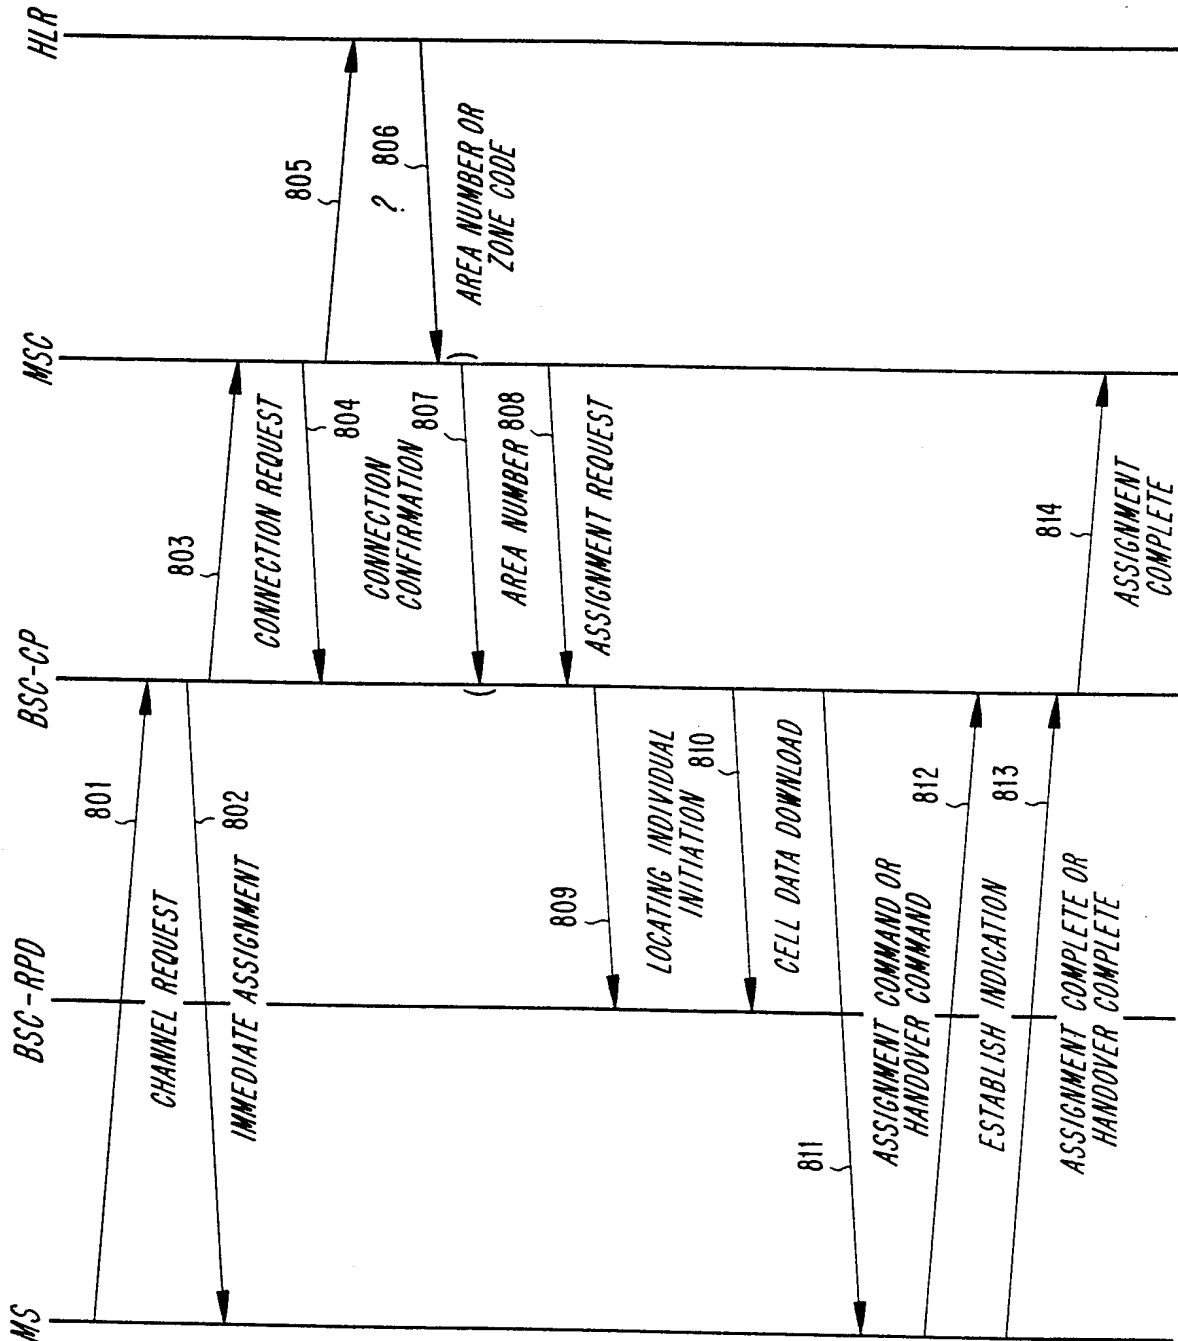 MS
BSC-RPD
BSC-CP
MSC
HLR
801
CHANNEL REQUEST
802
IMMEDIATE ASSIGNMENT
803
CONNECTION REQUEST
804
CONNECTION
CONFIRMATION
805
?
806
AREA NUMBER OR
ZONE CODE
807
AREA NUMBER
808
ASSIGNMENT REQUEST
809
LOCATING INDIVIDUAL
INITIATION
810
CELL DATA DOWNLOAD
811
ASSIGNMENT COMMAND OR
HANDOVER COMMAND
812
ESTABLISH INDICATION
813
ASSIGNMENT COMPLETE OR
HANDOVER COMPLETE
814
ASSIGNMENT
COMPLETE